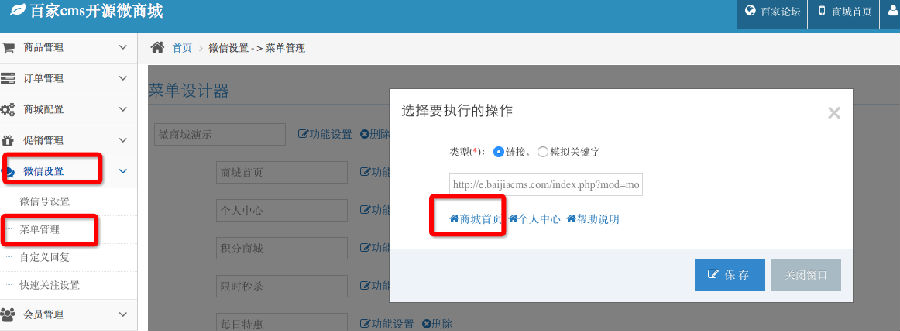 百家cms开源微商城
百家论坛
商城首页
商品管理
订单管理
商城配置
促销管理
微信设置
微信号设置
菜单管理
自定义回复
快速关注设置
会员管理
首页 > 微信设置 - > 菜单管理
菜单设计器
微商城演示 功能设置 删除
商城首页 功能
个人中心 功能
积分商城 功能
限时秒杀 功能
每日特惠 功能设置 删除
选择要执行的操作 ×
类型(*): 链接、 模拟关键字
http://e.baijiacms.com/index.php?mod=mo
商城首页 个人中心 帮助说明
保存 关闭窗口